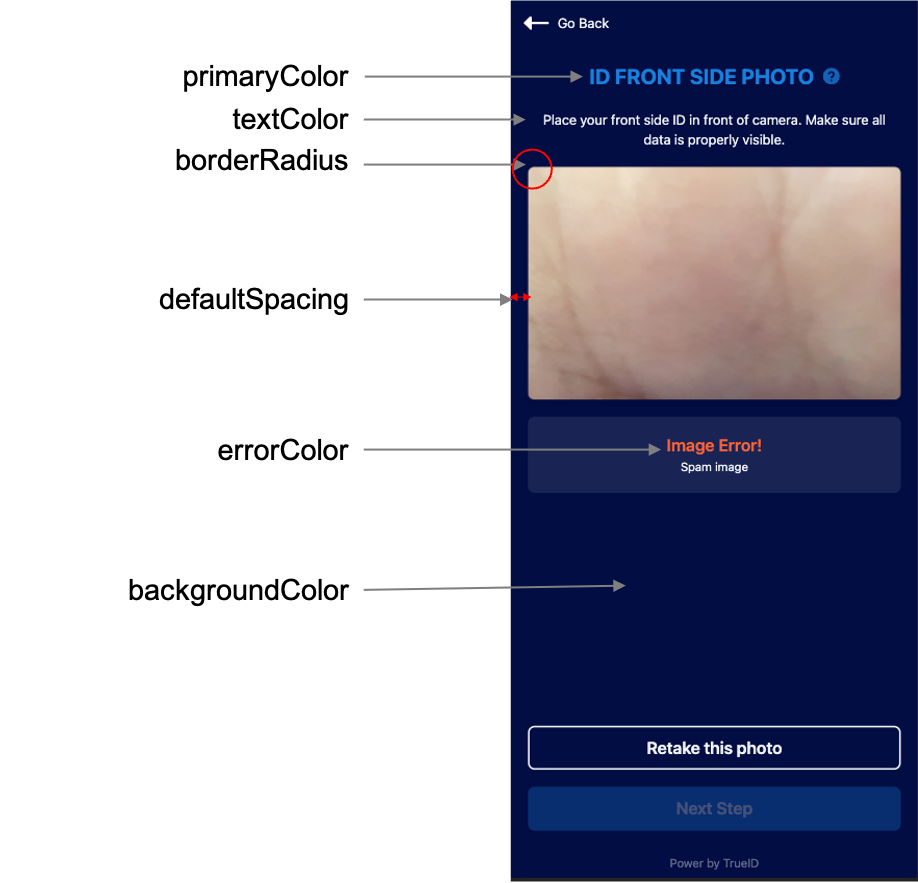 Go Back
primaryColor
ID FRONT SIDE PHOTO ?
textColor
Place your front side ID in front of camera. Make sure all
data is properly visible.
borderRadius
defaultSpacing
errorColor
Image Error!
Spam image
backgroundColor
Retake this photo
Next Step
Power by TrueID